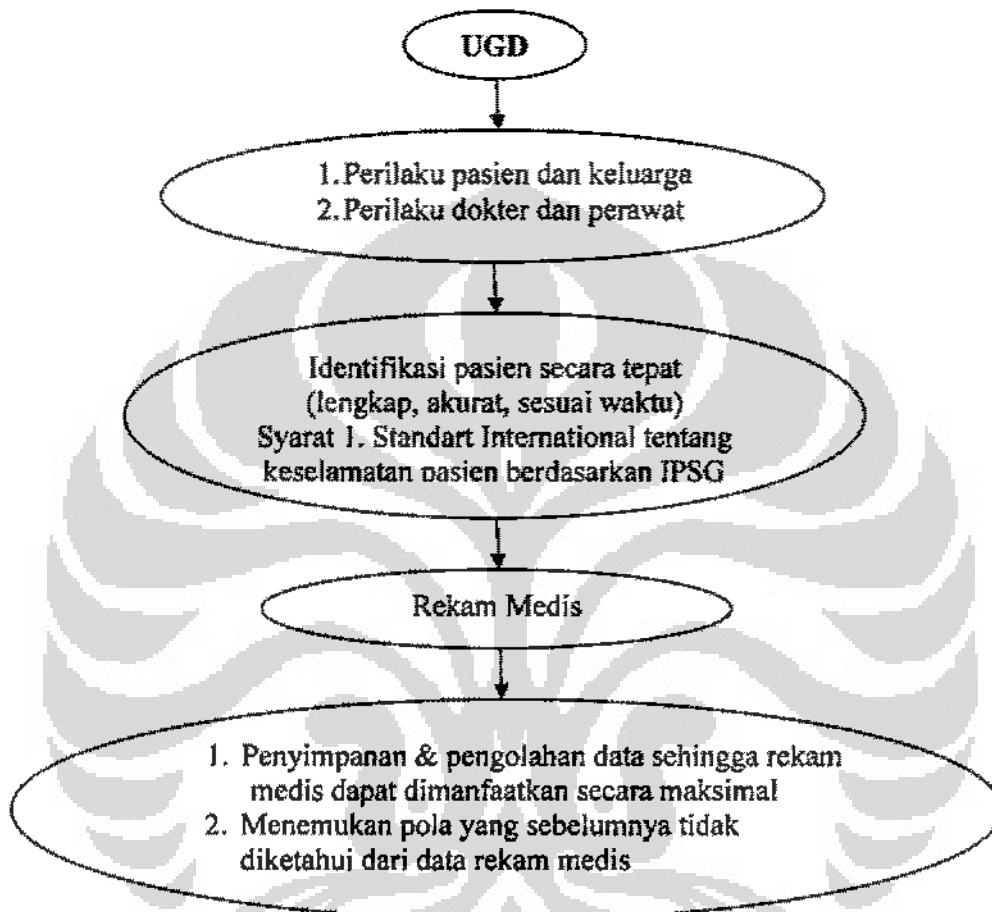 UGD
1. Perilaku pasien dan keluarga
2. Perilaku dokter dan perawat
Identifikasi pasien secara tepat
(lengkap, akurat, sesuai waktu)
Syarat 1. Standart International tentang
keselamatan pasien berdasarkan IPSG
Rekam Medis
1. Penyimpanan & pengolahan data sehingga rekam
medis dapat dimanfaatkan secara maksimal
2. Menemukan pola yang sebelumnya tidak
diketahui dari data rekam medis